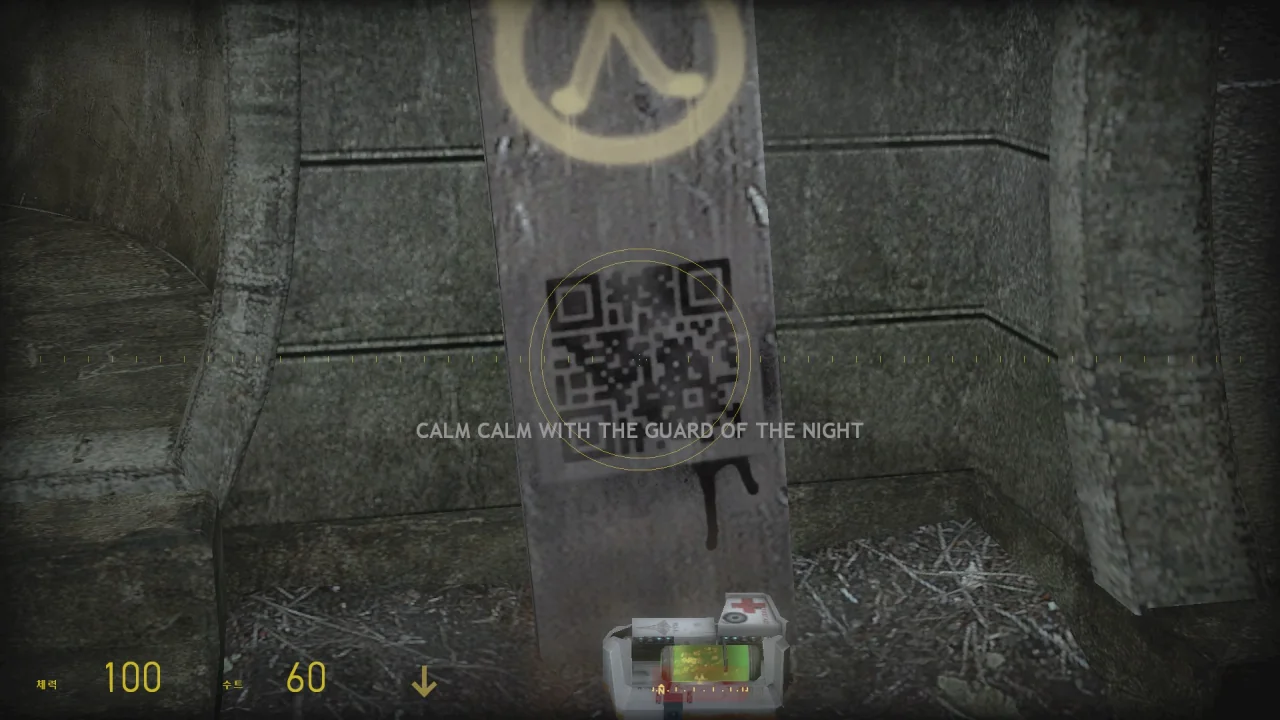 CALM CALM WITH THE GUARD OF THE NIGHT
체력 100 수트 60